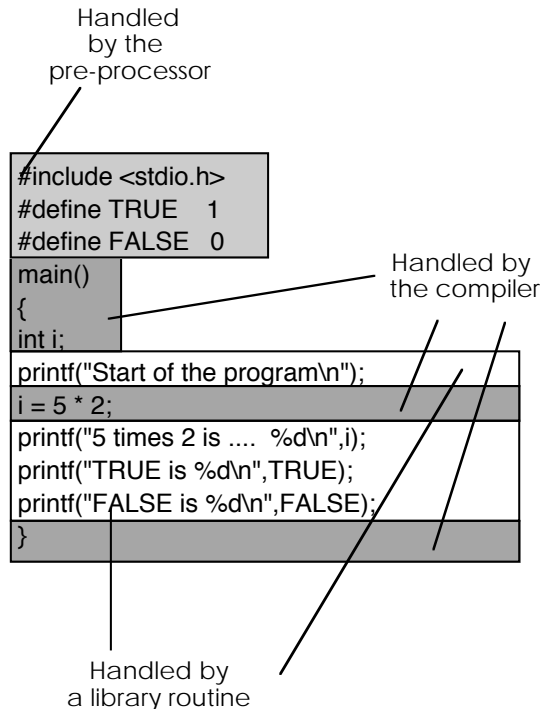 Handled
by the
pre-processor
#include <stdio.h>
#define TRUE 1
#define FALSE 0
main()
{
int i;
Handled by
the compiler
printf("Start of the program\n");
i = 5 * 2;
printf("5 times 2 is .... %d\n",i);
printf("TRUE is %d\n",TRUE);
printf("FALSE is %d\n",FALSE);
}
Handled by
a library routine